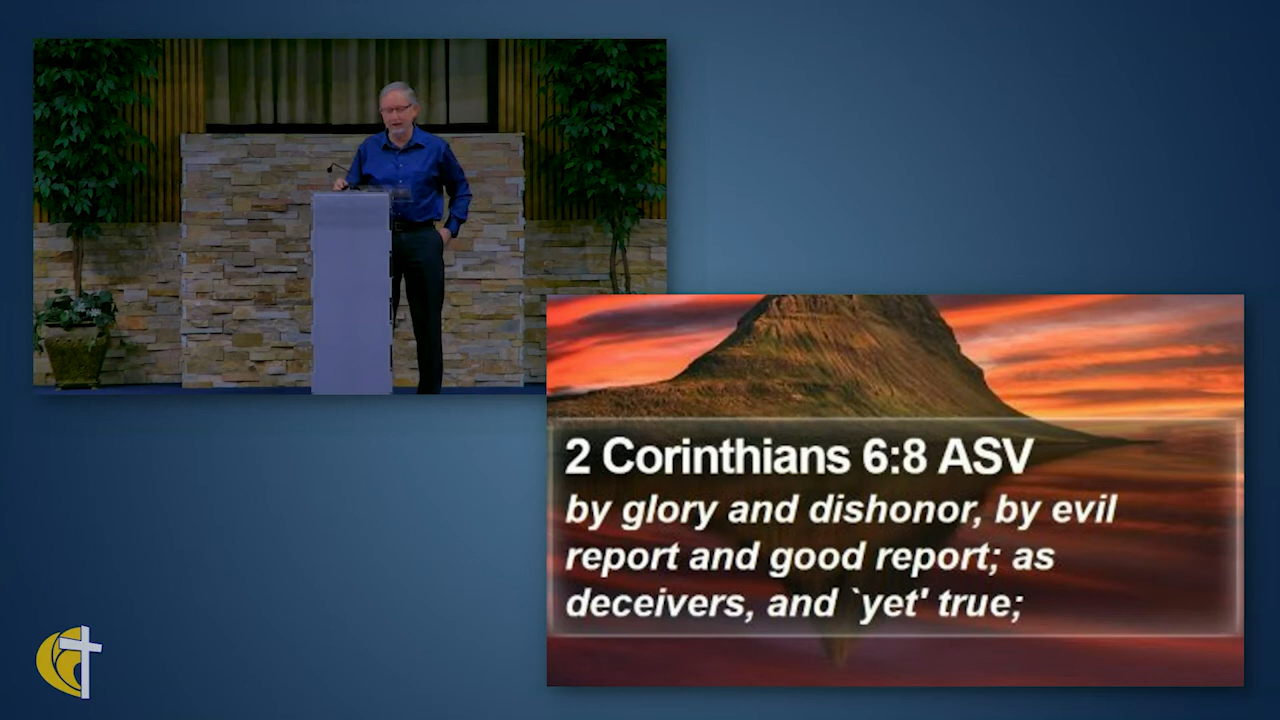 2 Corinthians 6:8 ASV
by glory and dishonor, by evil
report and good report; as
deceivers, and `yet' true;